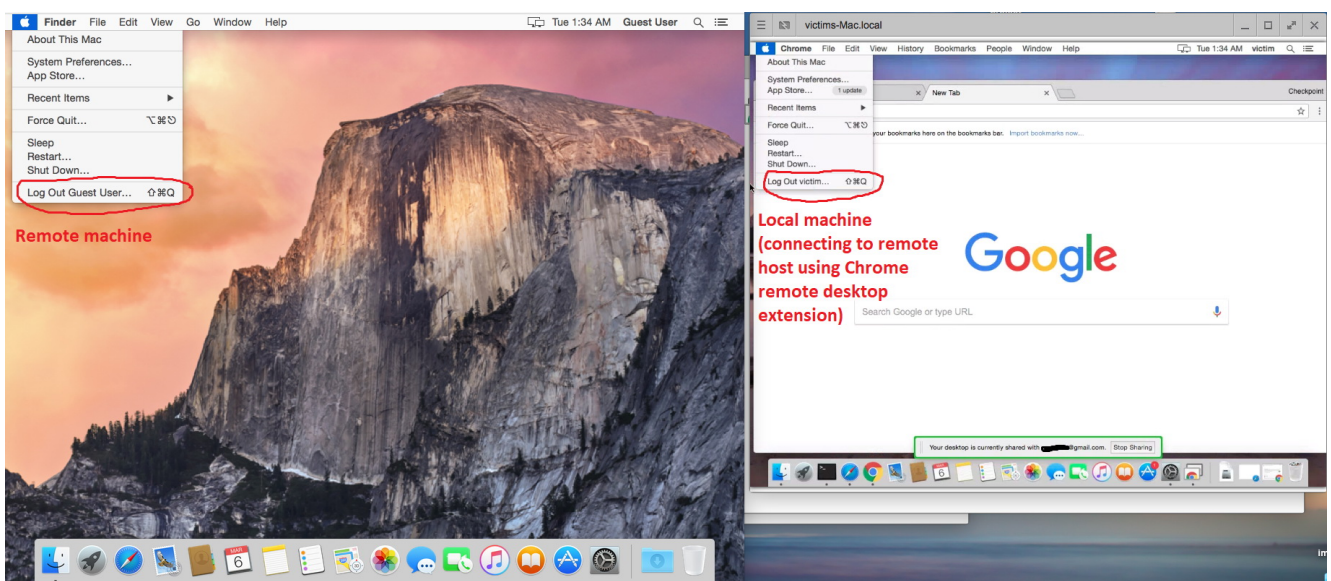 Finder File Edit View Go Window Help
Tue 1:34 AM Guest User
About This Mac
System Preferences...
App Store...
Recent Items
Force Quit... ⌥⌘⎋
Sleep
Restart...
Shut Down...
Log Out Guest User... ⇧⌘Q
Remote machine
MAR
6
victims-Mac.local
Chrome File Edit View History Bookmarks People Window Help
Tue 1:34 AM victim
About This Mac
System Preferences...
App Store... 1 update
Recent Items
Force Quit... ⌥⌘⎋
Sleep
Restart...
Shut Down...
Log Out victim... ⇧⌘Q
New Tab
Checkpoint
your bookmarks here on the bookmarks bar. Import bookmarks now...
Local machine
(connecting to remote
host using Chrome
remote desktop
extension)
Google
Search Google or type URL
Your desktop is currently shared with @gmail.com. Stop Sharing
6
im